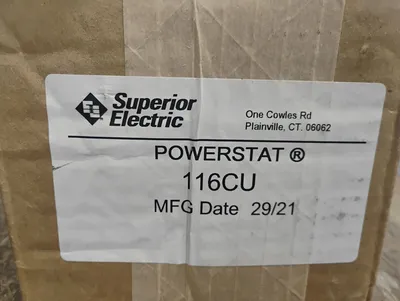 Superior
Electric
One Cowles Rd
Plainville, CT. 06062
POWERSTAT ®
116CU
MFG Date 29/21